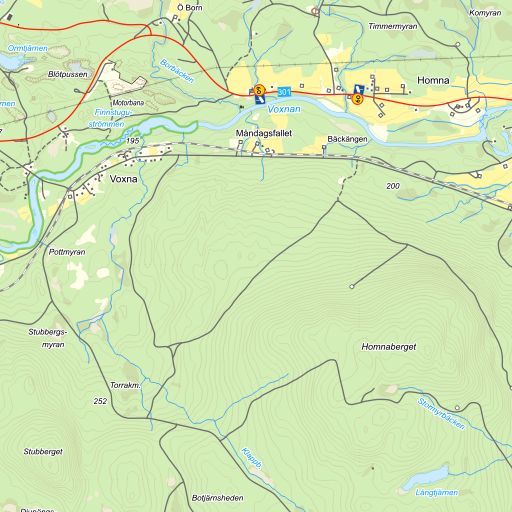 Ö Bom
Komyran
Timmermyran
Ormtjärnen
Borbäcken
Blötpussen
Homna
301
Motorbana
Voxnan
Finnstugu-
strömmen
Måndagsfallet
195
Bäckängen
Voxna
200
Pottmyran
Stubbergs-
myran
Homnaberget
Torrakm.
252
Stormyrbäcken
Stubberget
Klappb.
Långtjärnen
Botjärnsheden